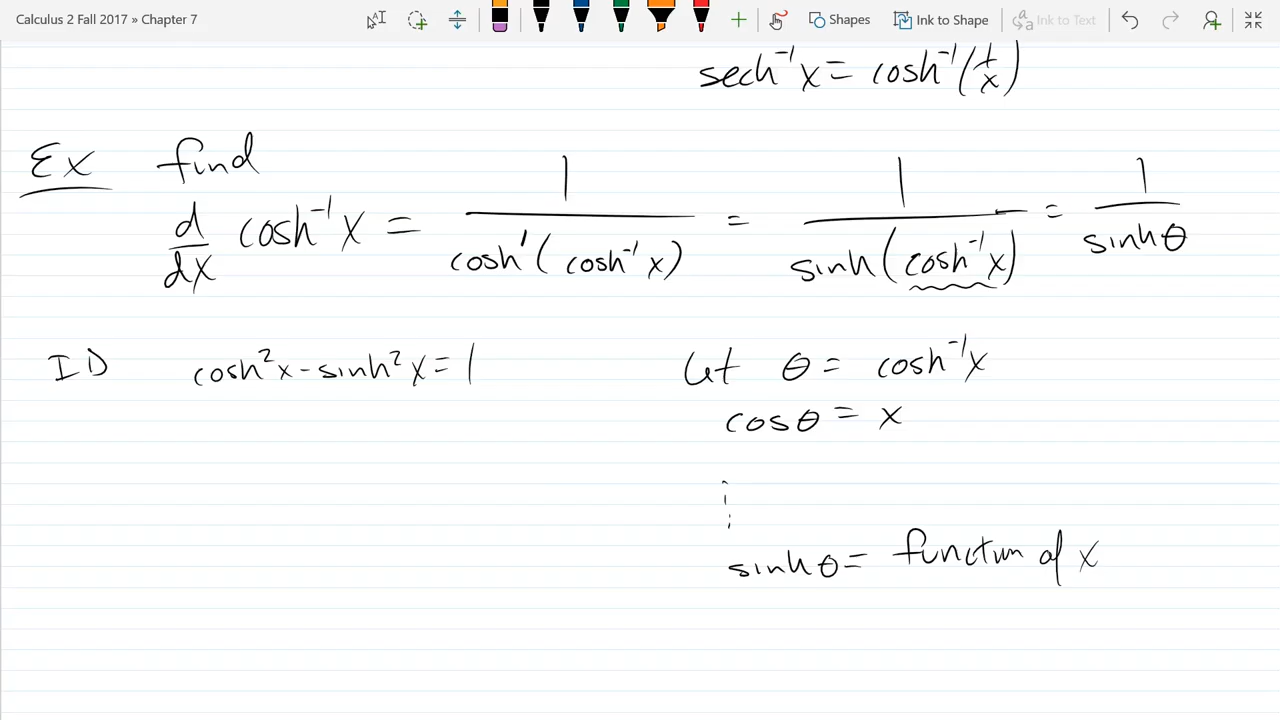 Calculus 2 Fall 2017 » Chapter 7
Shapes Ink to Shape Ink to Text
sech⁻¹x = cosh⁻¹(1/x)
Ex find
d/dx cosh⁻¹x = 1/(cosh'(cosh⁻¹x)) = 1/(sinh(cosh⁻¹x)) = 1/(sinhθ)
ID cosh²x - sinh²x = 1
Let θ = cosh⁻¹x
cosθ = x
⋮
sinhθ = function of x